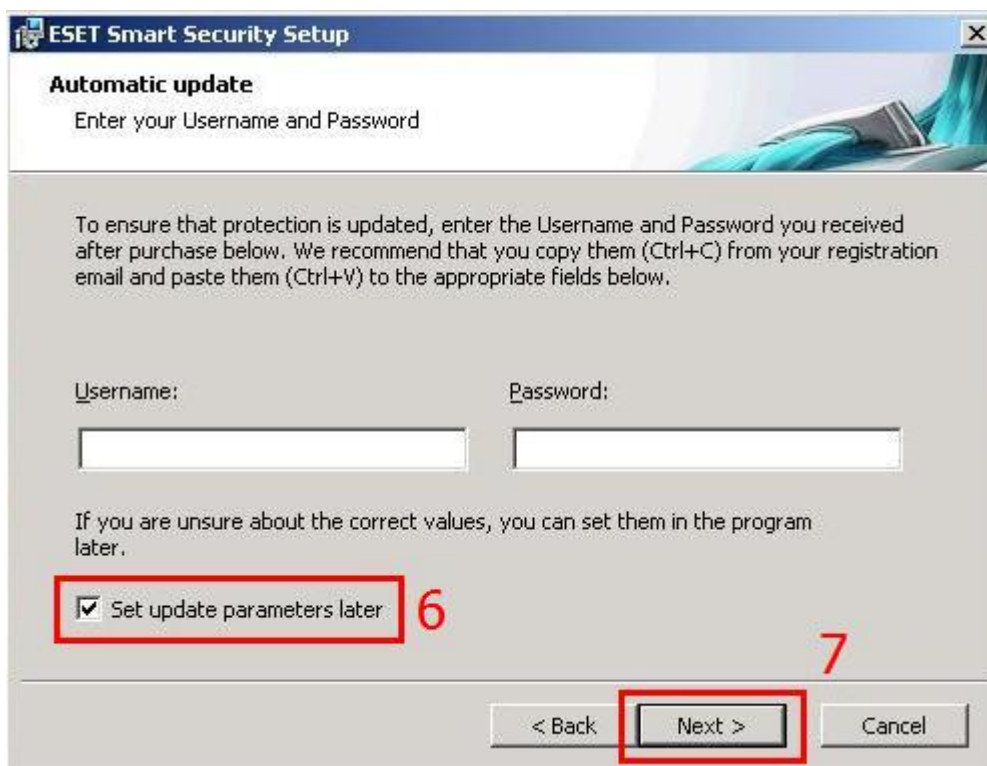 ESET Smart Security Setup
Automatic update
Enter your Username and Password
To ensure that protection is updated, enter the Username and Password you received
after purchase below. We recommend that you copy them (Ctrl+C) from your registration
email and paste them (Ctrl+V) to the appropriate fields below.
Username: Password:
If you are unsure about the correct values, you can set them in the program
later.
Set update parameters later 6
7
< Back Next > Cancel